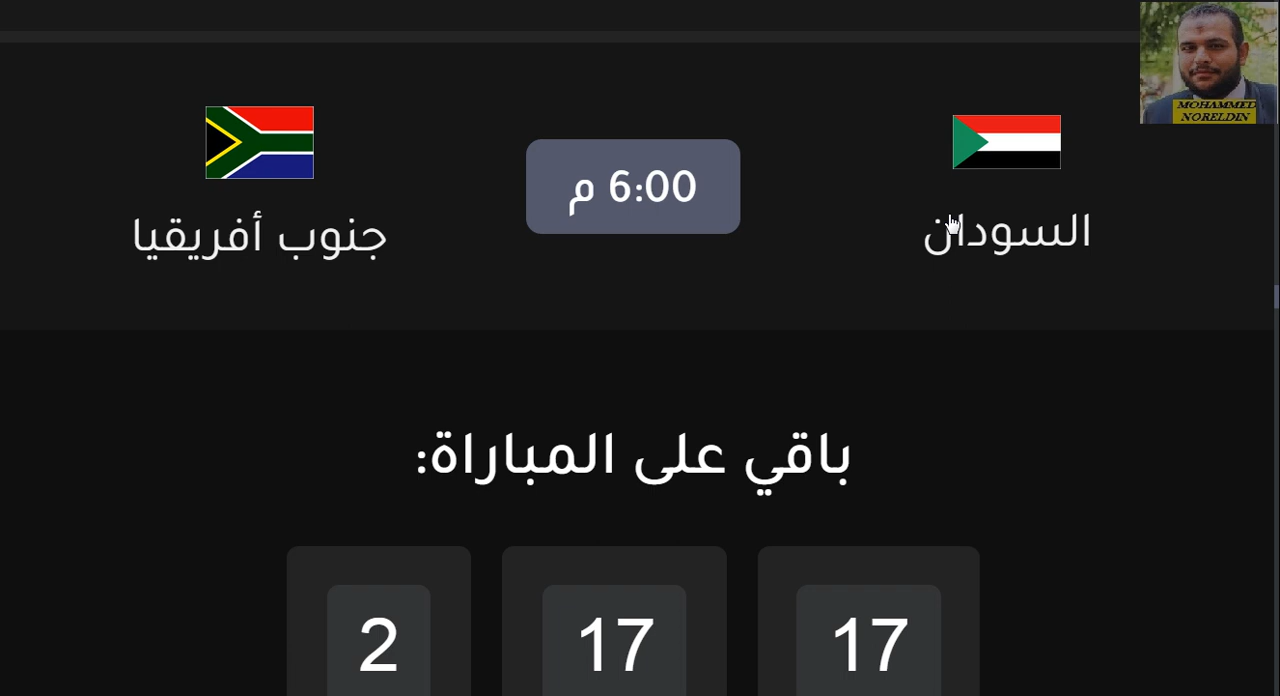 MOHAMMED
NORELDIN
السودان
6:00 م
جنوب أفريقيا
باقي على المباراة:
2 17 17